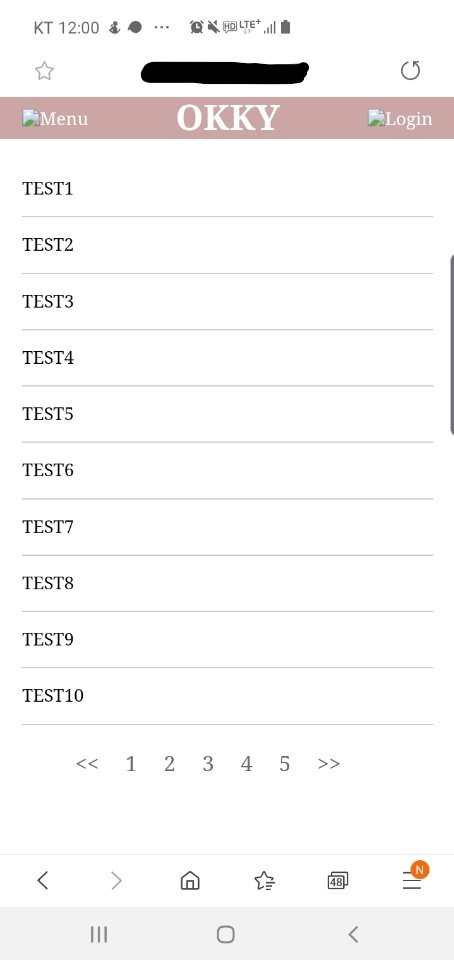 KT 12:00 ... HD LTE+
Menu OKKY Login
TEST1
TEST2
TEST3
TEST4
TEST5
TEST6
TEST7
TEST8
TEST9
TEST10
<< 1 2 3 4 5 >>
48 N